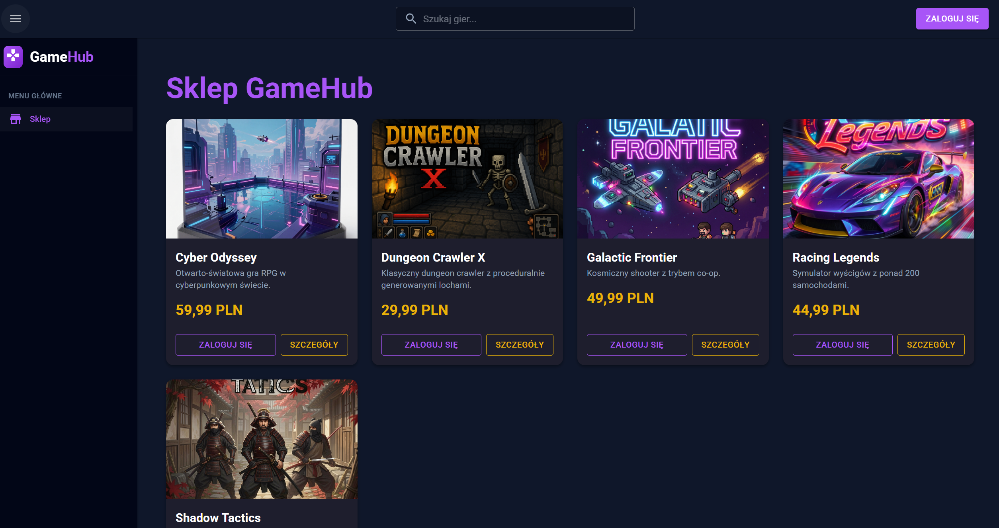 Szukaj gier...
ZALOGUJ SIĘ
GameHub
MENU GŁÓWNE
Sklep
Sklep GameHub
DUNGEON
CRAWLER
X
Cyber Odyssey
Otwarto-światowa gra RPG w
cyberpunkowym świecie.
59,99 PLN
ZALOGUJ SIĘ
SZCZEGÓŁY
Dungeon Crawler X
Klasyczny dungeon crawler z proceduralnie
generowanymi lochami.
29,99 PLN
ZALOGUJ SIĘ
SZCZEGÓŁY
GALATIC
FRONTIER
Galactic Frontier
Kosmiczny shooter z trybem co-op.
49,99 PLN
ZALOGUJ SIĘ
SZCZEGÓŁY
Legends
Racing Legends
Symulator wyścigów z ponad 200
samochodami.
44,99 PLN
ZALOGUJ SIĘ
SZCZEGÓŁY
TATICS
Shadow Tactics